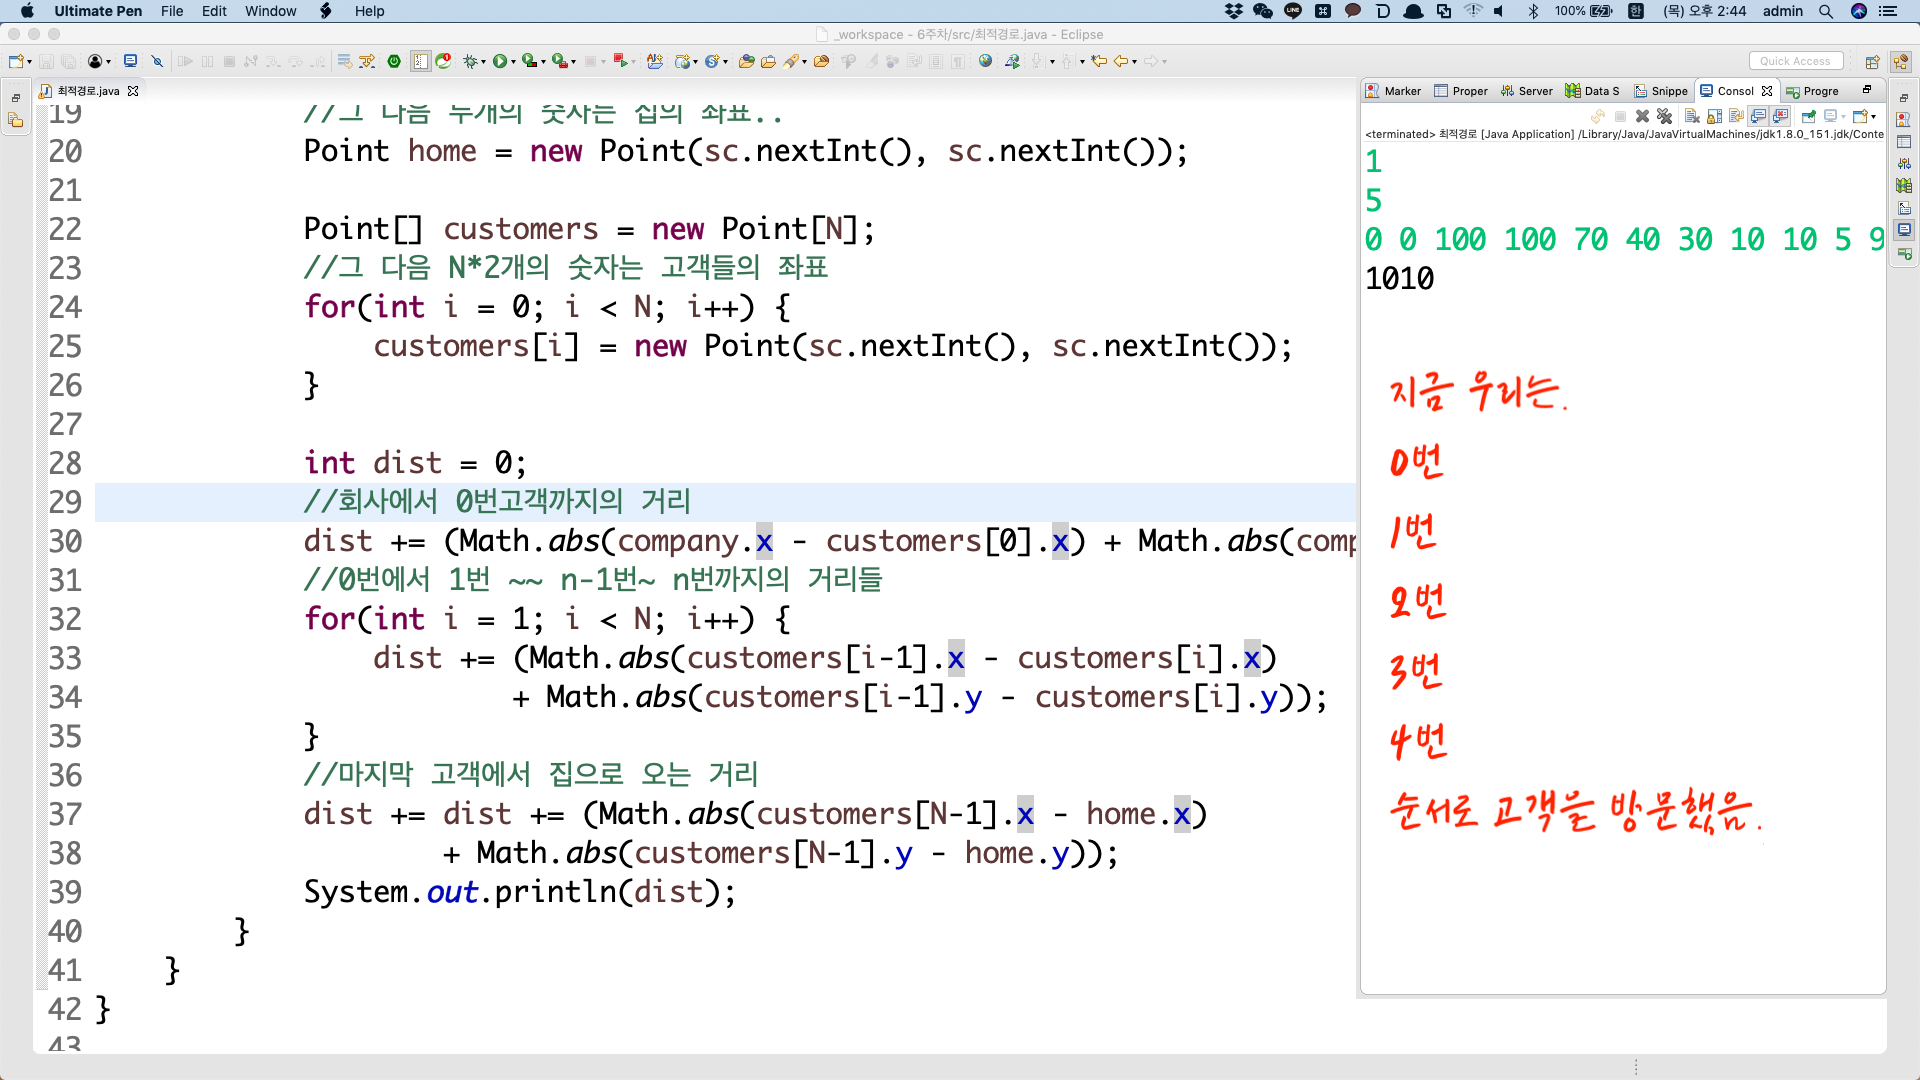 Ultimate Pen File Edit Window Help
100% 한 (목) 오후 2:44 admin
_workspace - 6주차/src/최적경로.java - Eclipse
Quick Access
최적경로.java
19 //그 다음 두개의 숫자는 집의 좌표..
20 Point home = new Point(sc.nextInt(), sc.nextInt());
21
22 Point[] customers = new Point[N];
23 //그 다음 N*2개의 숫자는 고객들의 좌표
24 for(int i = 0; i < N; i++) {
25 customers[i] = new Point(sc.nextInt(), sc.nextInt());
26 }
27
28 int dist = 0;
29 //회사에서 0번고객까지의 거리
30 dist += (Math.abs(company.x - customers[0].x) + Math.abs(comp
31 //0번에서 1번 ~~ n-1번~ n번까지의 거리들
32 for(int i = 1; i < N; i++) {
33 dist += (Math.abs(customers[i-1].x - customers[i].x)
34 + Math.abs(customers[i-1].y - customers[i].y));
35 }
36 //마지막 고객에서 집으로 오는 거리
37 dist += dist += (Math.abs(customers[N-1].x - home.x)
38 + Math.abs(customers[N-1].y - home.y));
39 System.out.println(dist);
40 }
41 }
42 }
43
Marker Proper Server Data S Snippe Consol Progre
<terminated> 최적경로 [Java Application] /Library/Java/JavaVirtualMachines/jdk1.8.0_151.jdk/Conte
1
5
0 0 100 100 70 40 30 10 10 5 9
1010
지금 우리는.
0번
1번
2번
3번
4번
순서로 고객을 방문했음.